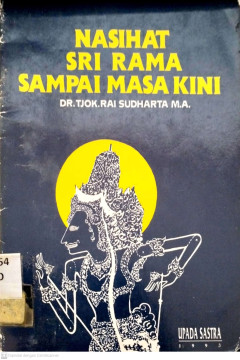 NASIHAT
SRI RAMA
SAMPAI MASA KINI
DR.TJOK.RAI SUDHARTA M.A.
UPADA SASTRA